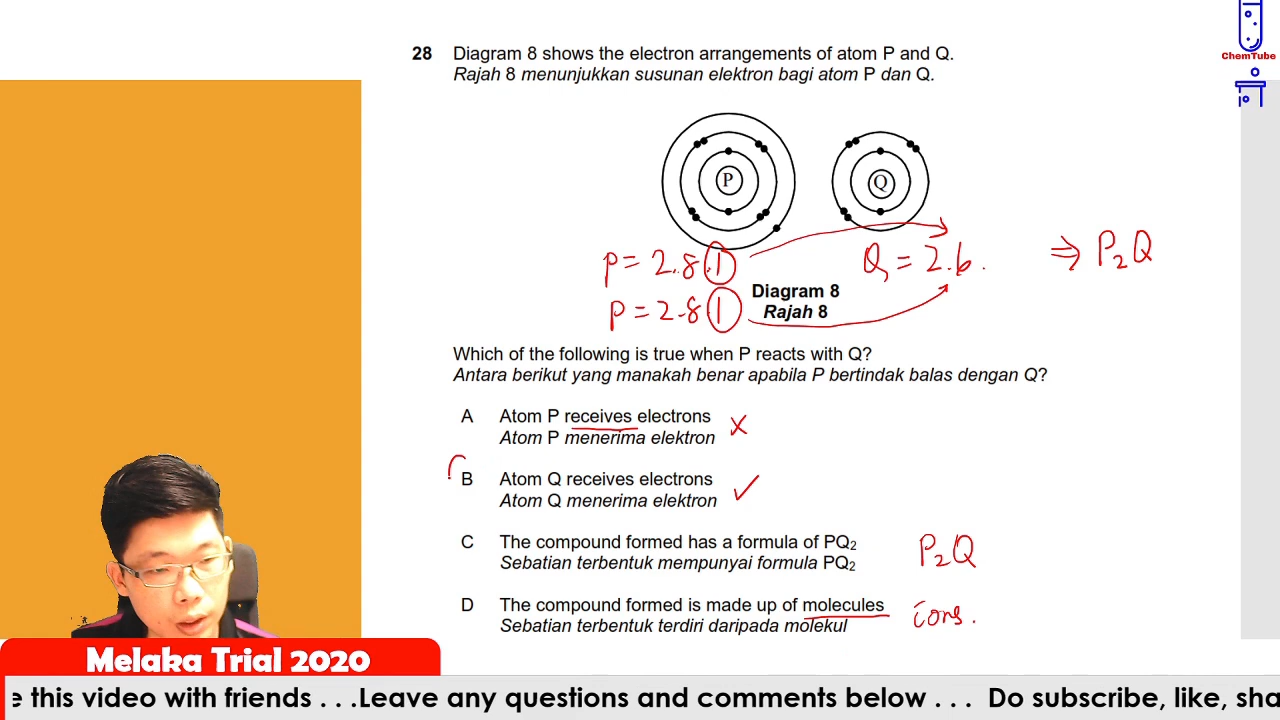 ChemTube
28 Diagram 8 shows the electron arrangements of atom P and Q.
Rajah 8 menunjukkan susunan elektron bagi atom P dan Q.
P
Q
P = 2.8.1
Q = 2.6.
⇒ P₂Q
P = 2.8.1
Diagram 8
Rajah 8
Which of the following is true when P reacts with Q?
Antara berikut yang manakah benar apabila P bertindak balas dengan Q?
A Atom P receives electrons
Atom P menerima elektron
B Atom Q receives electrons
Atom Q menerima elektron
C The compound formed has a formula of PQ₂
Sebatian terbentuk mempunyai formula PQ₂
P₂Q
D The compound formed is made up of molecules
Sebatian terbentuk terdiri daripada molekul
ions.
Melaka Trial 2020
e this video with friends . . .Leave any questions and comments below . . . Do subscribe, like, sha